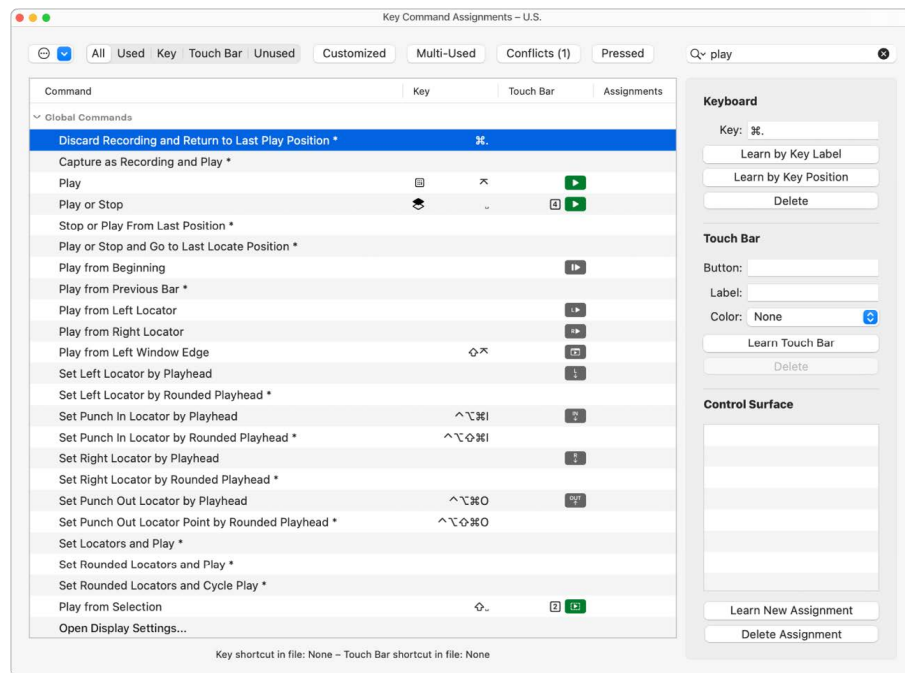 Key Command Assignments – U.S.
All Used Key Touch Bar Unused Customized Multi-Used Conflicts (1) Pressed play
Command Key Touch Bar Assignments
Global Commands
Discard Recording and Return to Last Play Position * ⌘.
Capture as Recording and Play *
Play ⌤
Play or Stop ⎵ 4
Stop or Play From Last Position *
Play or Stop and Go to Last Locate Position *
Play from Beginning
Play from Previous Bar *
Play from Left Locator L
Play from Right Locator R
Play from Left Window Edge ⇧⌤
Set Left Locator by Playhead L
Set Left Locator by Rounded Playhead *
Set Punch In Locator by Playhead ^⌥⌘I IN
Set Punch In Locator by Rounded Playhead * ^⌥⇧⌘I
Set Right Locator by Playhead R
Set Right Locator by Rounded Playhead *
Set Punch Out Locator by Playhead ^⌥⌘O OUT
Set Punch Out Locator Point by Rounded Playhead * ^⌥⇧⌘O
Set Locators and Play *
Set Rounded Locators and Play *
Set Rounded Locators and Cycle Play *
Play from Selection ⇧⎵ 2
Open Display Settings...
Key shortcut in file: None – Touch Bar shortcut in file: None
Keyboard
Key: ⌘.
Learn by Key Label
Learn by Key Position
Delete
Touch Bar
Button:
Label:
Color: None
Learn Touch Bar
Delete
Control Surface
Learn New Assignment
Delete Assignment